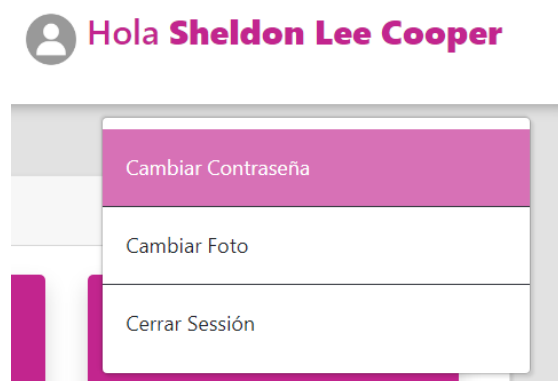 Hola Sheldon Lee Cooper
Cambiar Contraseña
Cambiar Foto
Cerrar Sessión